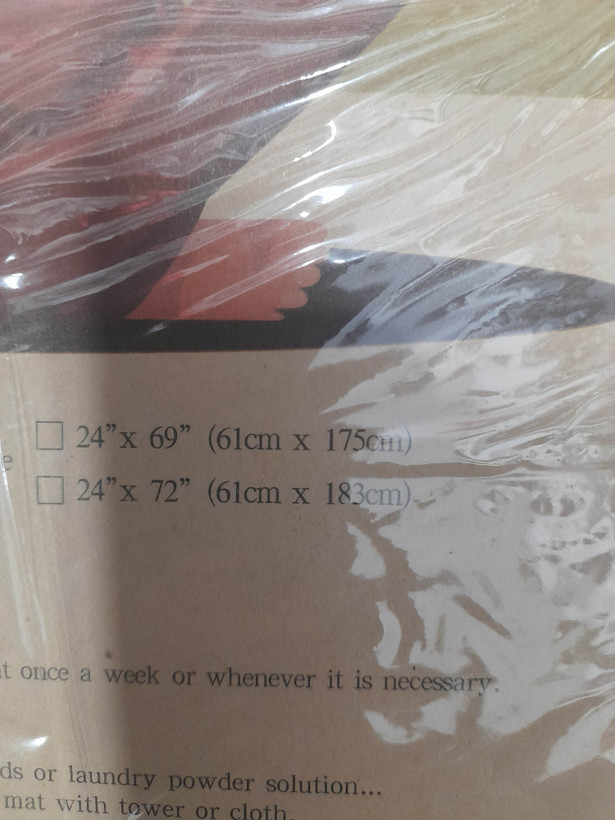 ☐ 24”x 69” (61cm x 175cm)
e
☐ 24”x 72” (61cm x 183cm)
t once a week or whenever it is necessary.
ds or laundry powder solution...
mat with tower or cloth.